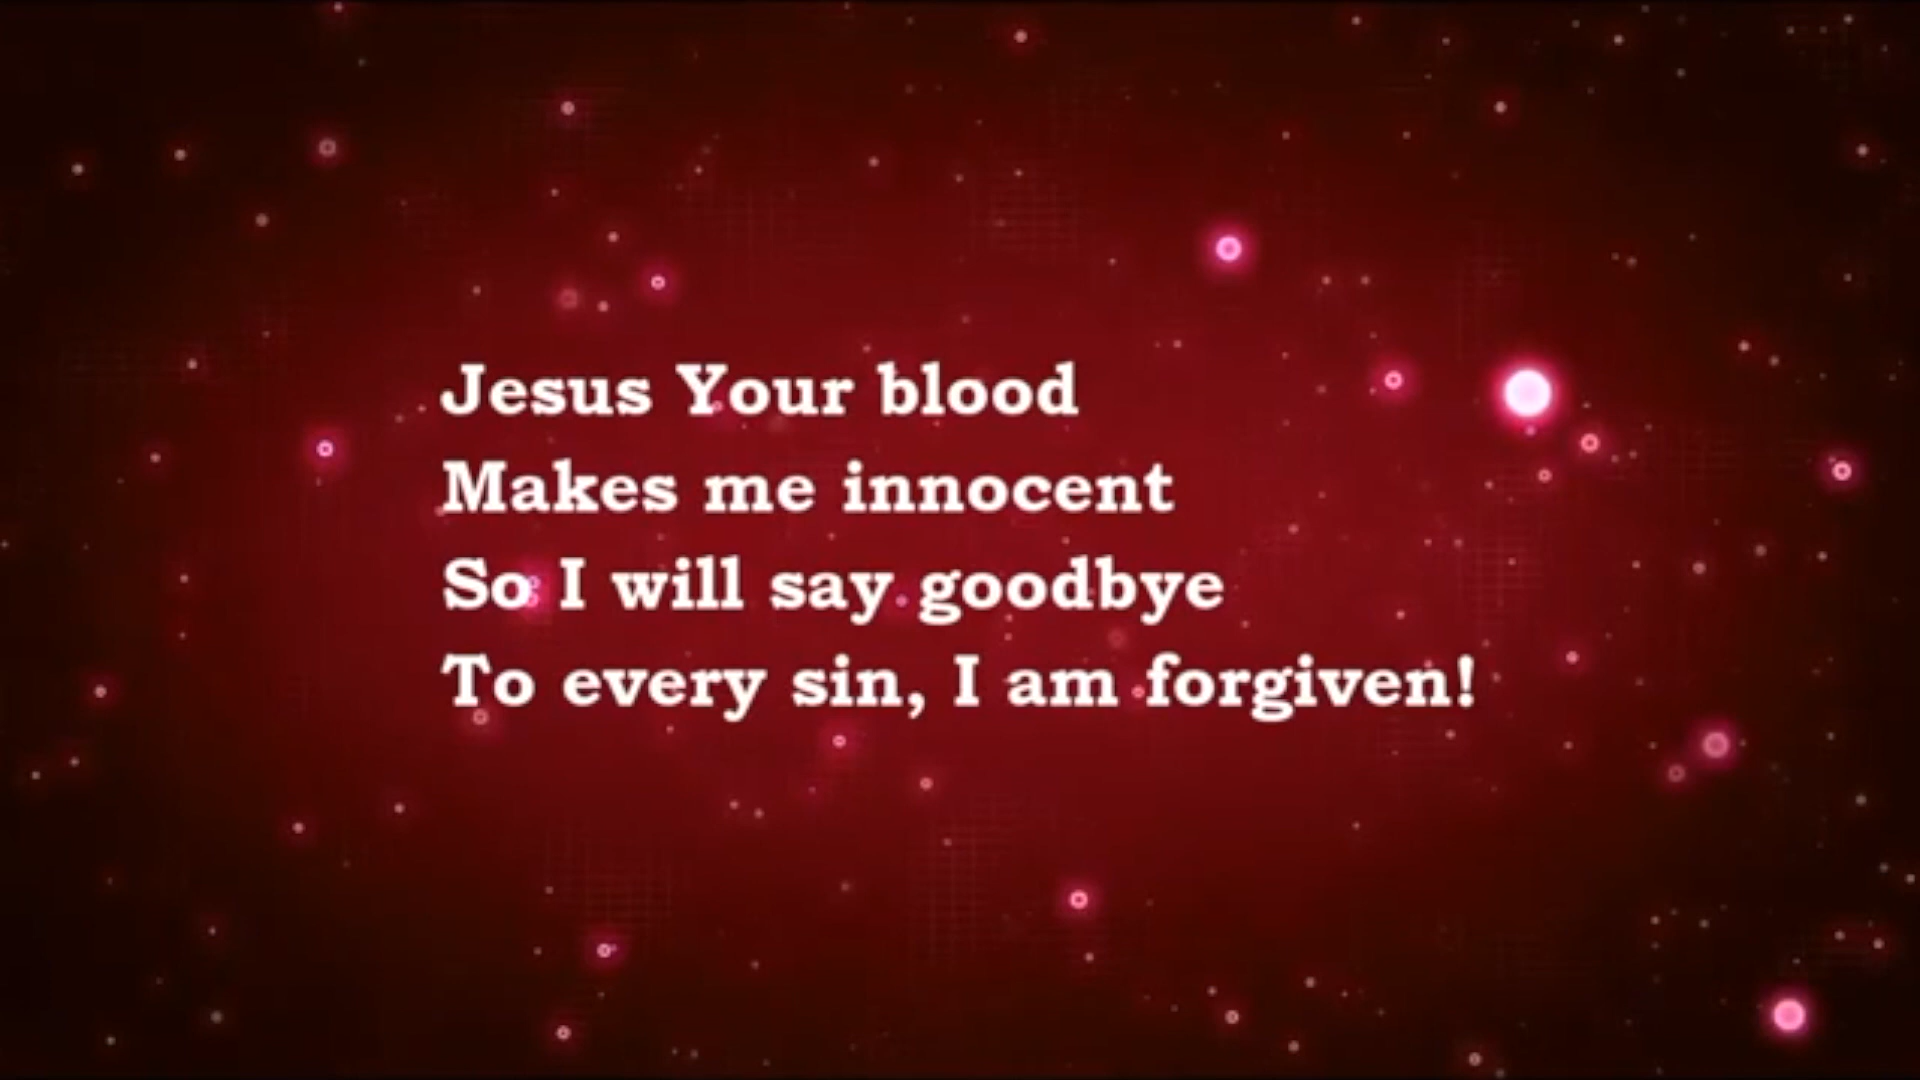 Jesus Your blood
Makes me innocent
So I will say goodbye
To every sin, I am forgiven!